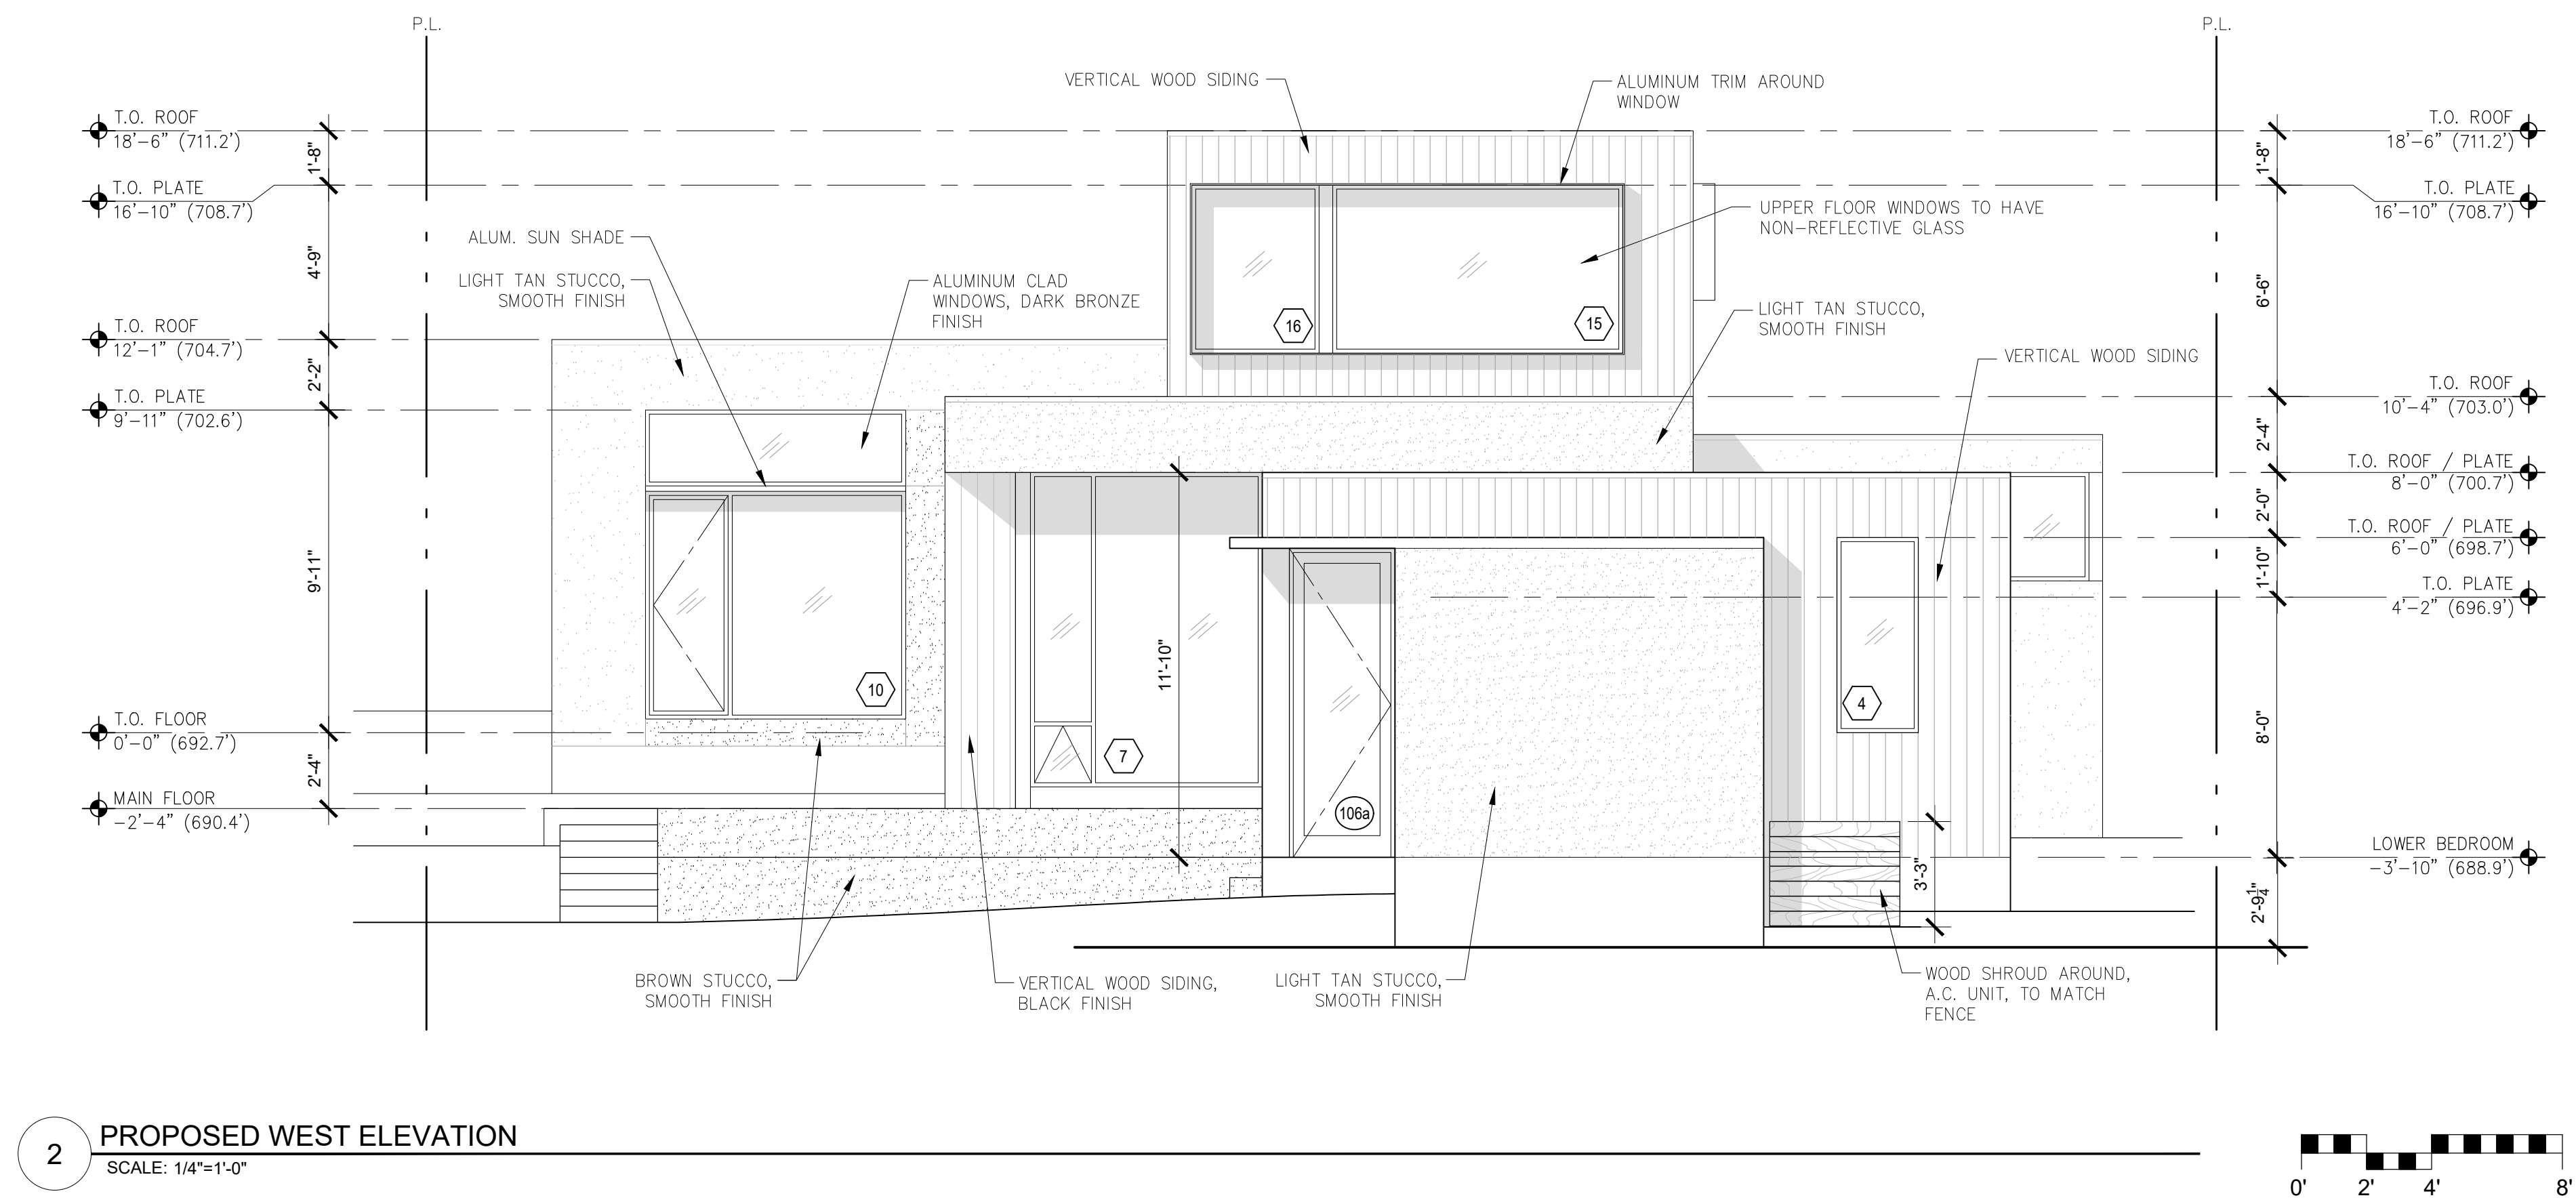 P.L.
P.L.
VERTICAL WOOD SIDING
ALUMINUM TRIM AROUND
WINDOW
T.O. ROOF
18'-6" (711.2')
1'-8"
T.O. PLATE
16'-10" (708.7')
4'-9"
T.O. ROOF
12'-1" (704.7')
2'-2"
T.O. PLATE
9'-11" (702.6')
9'-11"
T.O. FLOOR
0'-0" (692.7')
2'-4"
MAIN FLOOR
-2'-4" (690.4')
ALUM. SUN SHADE
LIGHT TAN STUCCO,
SMOOTH FINISH
ALUMINUM CLAD
WINDOWS, DARK BRONZE
FINISH
UPPER FLOOR WINDOWS TO HAVE
NON-REFLECTIVE GLASS
LIGHT TAN STUCCO,
SMOOTH FINISH
VERTICAL WOOD SIDING
16
15
10
7
11'-10"
106a
4
3'-3"
T.O. ROOF
18'-6" (711.2')
1'-8"
T.O. PLATE
16'-10" (708.7')
6'-6"
T.O. ROOF
10'-4" (703.0')
2'-4"
T.O. ROOF / PLATE
8'-0" (700.7')
2'-0"
T.O. ROOF / PLATE
6'-0" (698.7')
1'-10"
T.O. PLATE
4'-2" (696.9')
8'-0"
LOWER BEDROOM
-3'-10" (688.9')
2'-9 1/4"
BROWN STUCCO,
SMOOTH FINISH
VERTICAL WOOD SIDING,
BLACK FINISH
LIGHT TAN STUCCO,
SMOOTH FINISH
WOOD SHROUD AROUND,
A.C. UNIT, TO MATCH
FENCE
2
PROPOSED WEST ELEVATION
SCALE: 1/4"=1'-0"
0' 2' 4' 8'